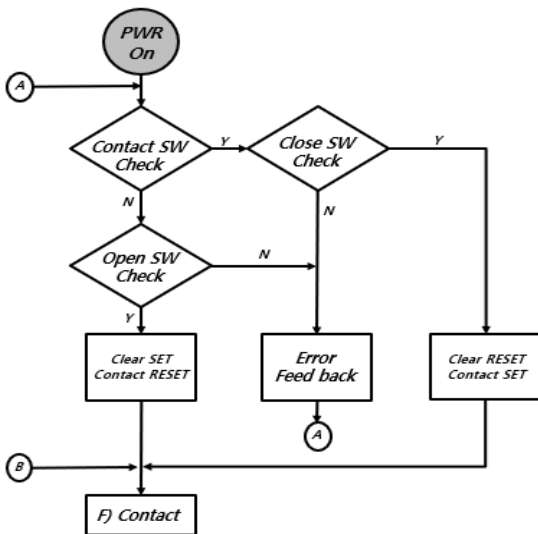 PWR
On
A
Contact SW
Check
Y
Close SW
Check
Y
N
N
Open SW
Check
N
Y
Clear SET
Contact RESET
Error
Feed back
Clear RESET
Contact SET
A
B
F) Contact